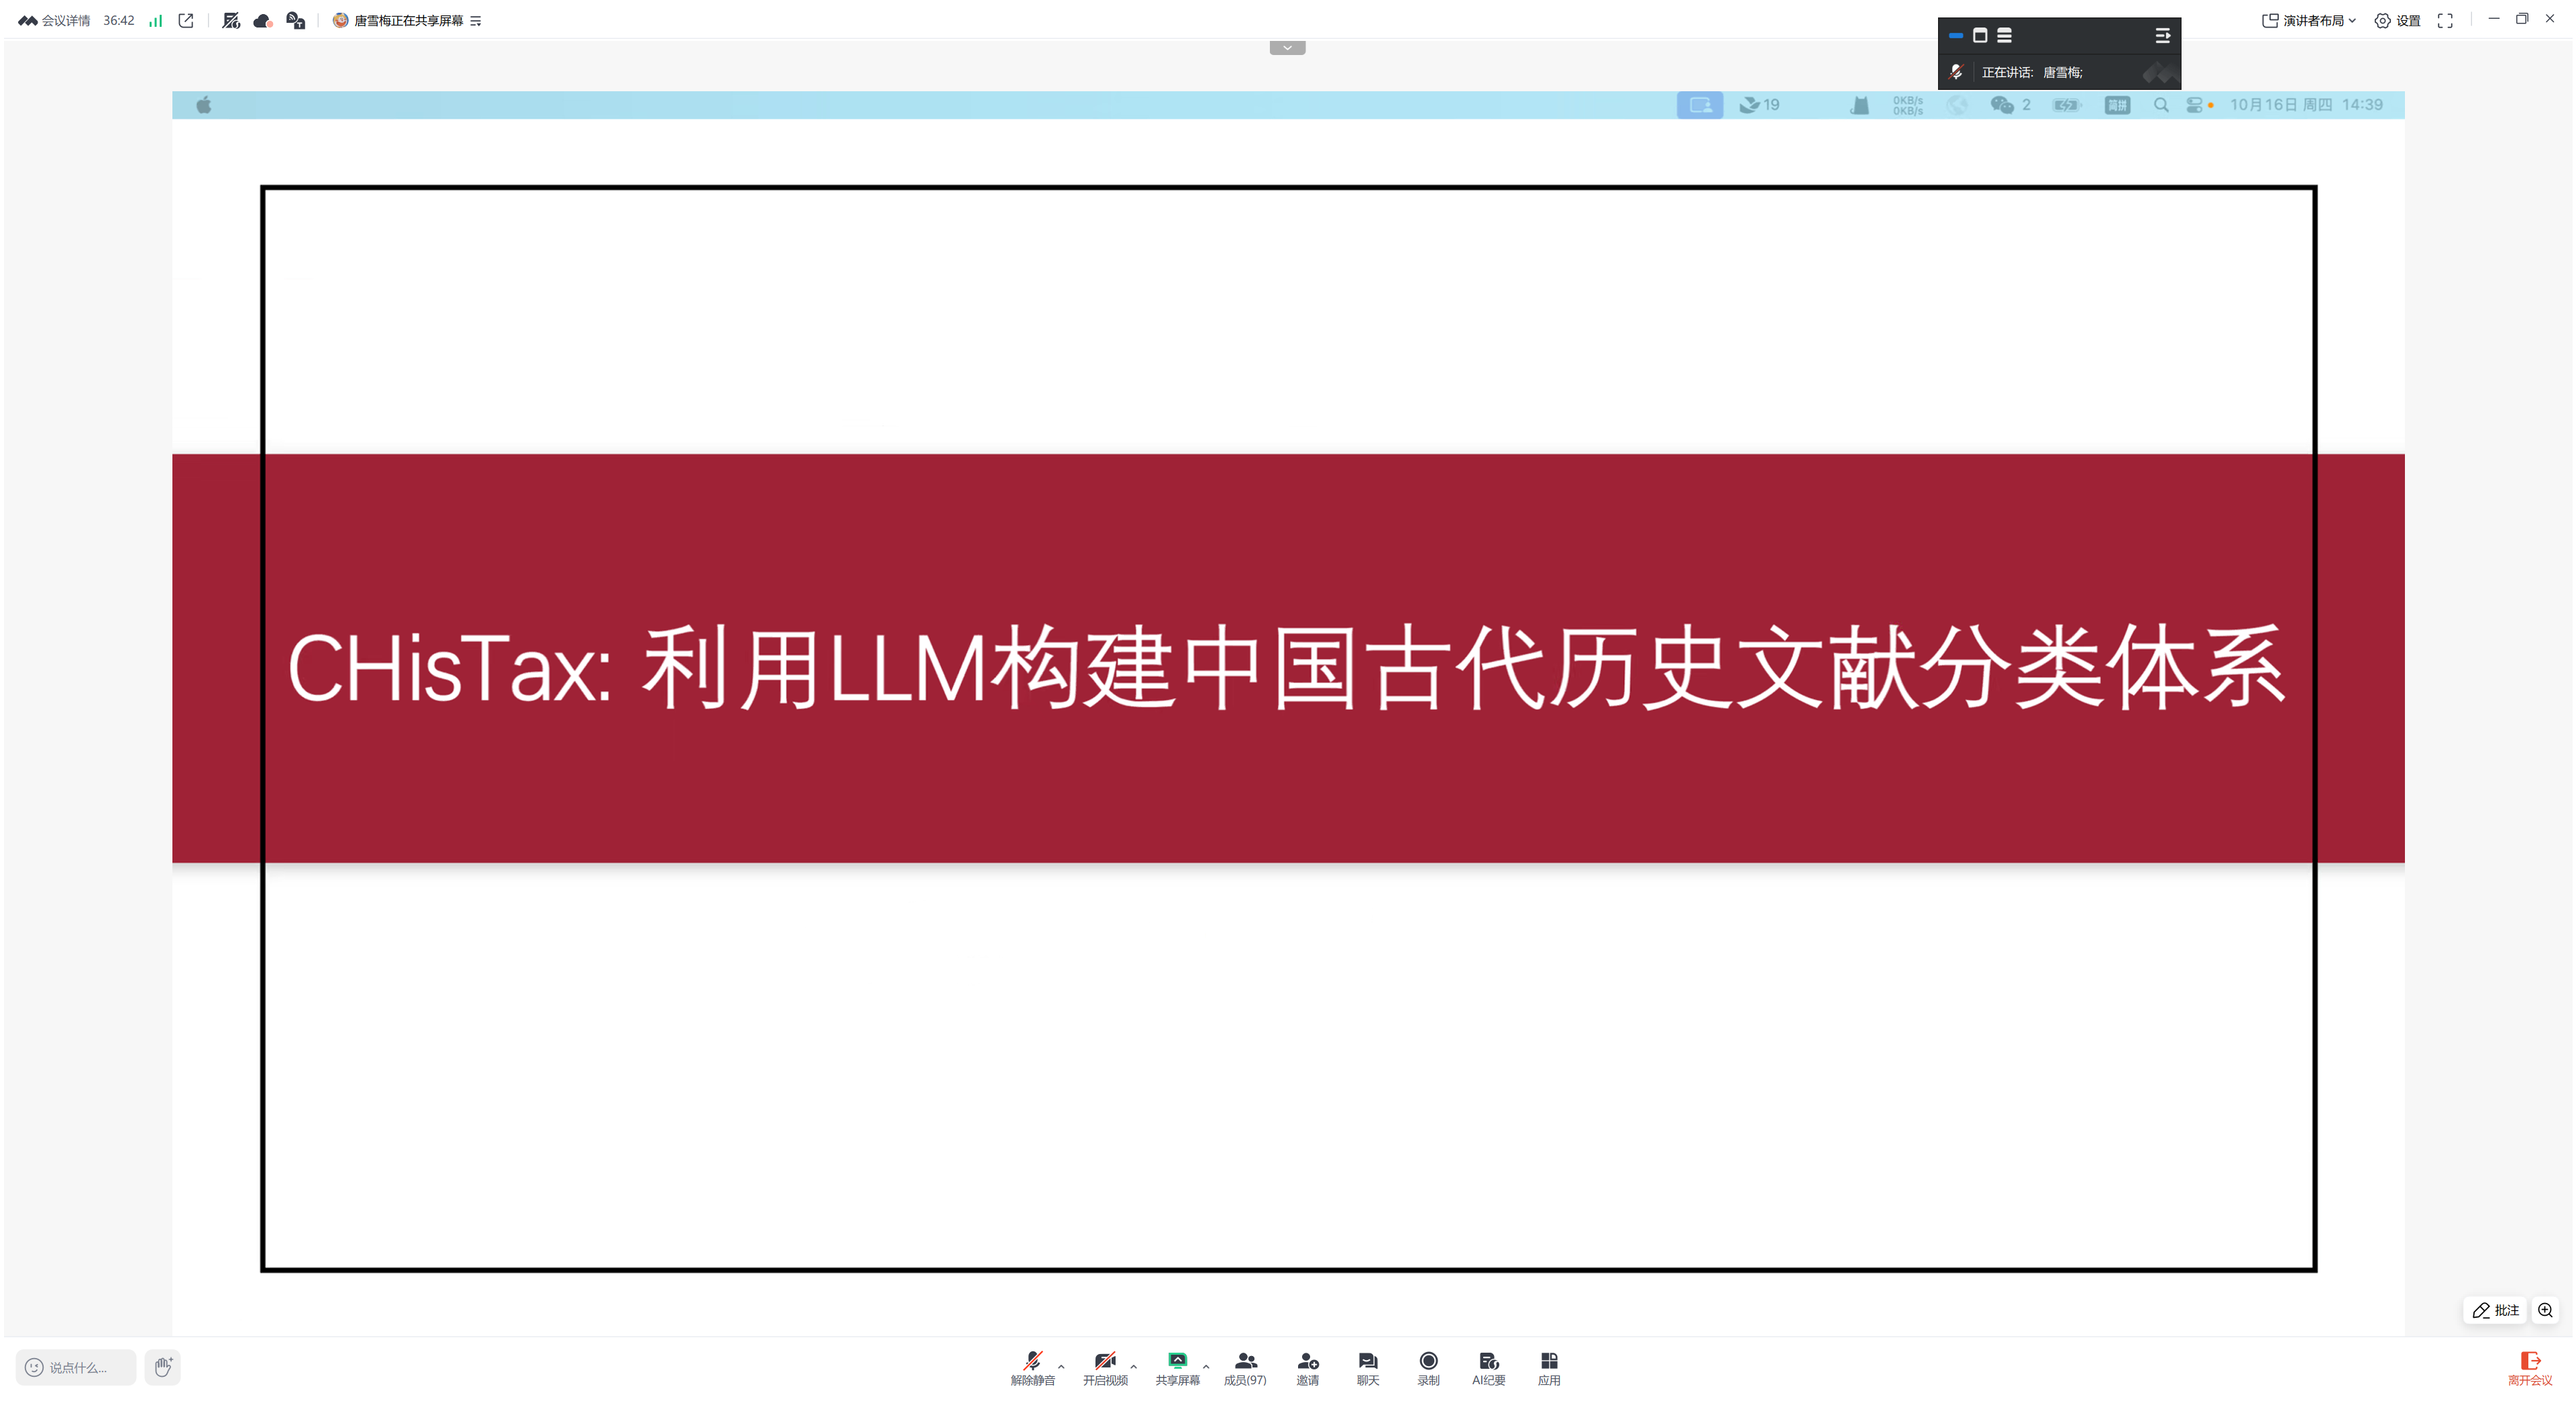 会议详情 36:42 唐雪梅正在共享屏幕 演讲者布局 设置
正在讲话: 唐雪梅;
19 0KB/s 0KB/s 2 简拼 10月16日 周四 14:39
CHisTax: 利用LLM构建中国古代历史文献分类体系
批注
说点什么... 解除静音 开启视频 共享屏幕 成员(97) 邀请 聊天 录制 AI纪要 应用 离开会议